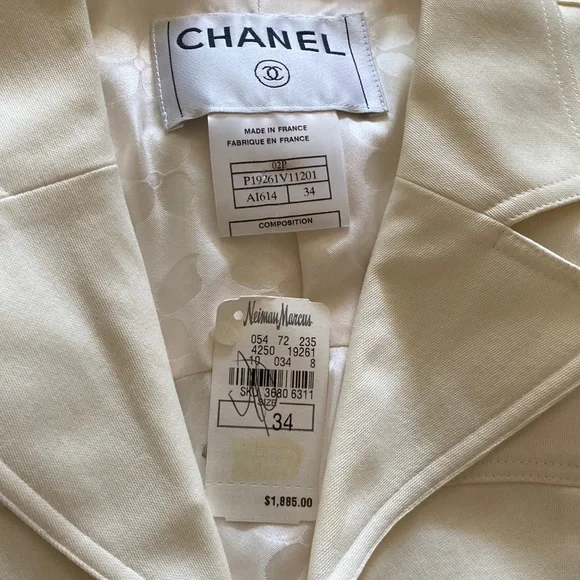 CHANEL
MADE IN FRANCE
FABRIQUE EN FRANCE
02P
P19261V11201
A1614 34
COMPOSITION
Neiman Marcus
054 72 235
4250 19261
10 034 8
SKU 3680 6311
SIZE
34
$1,885.00